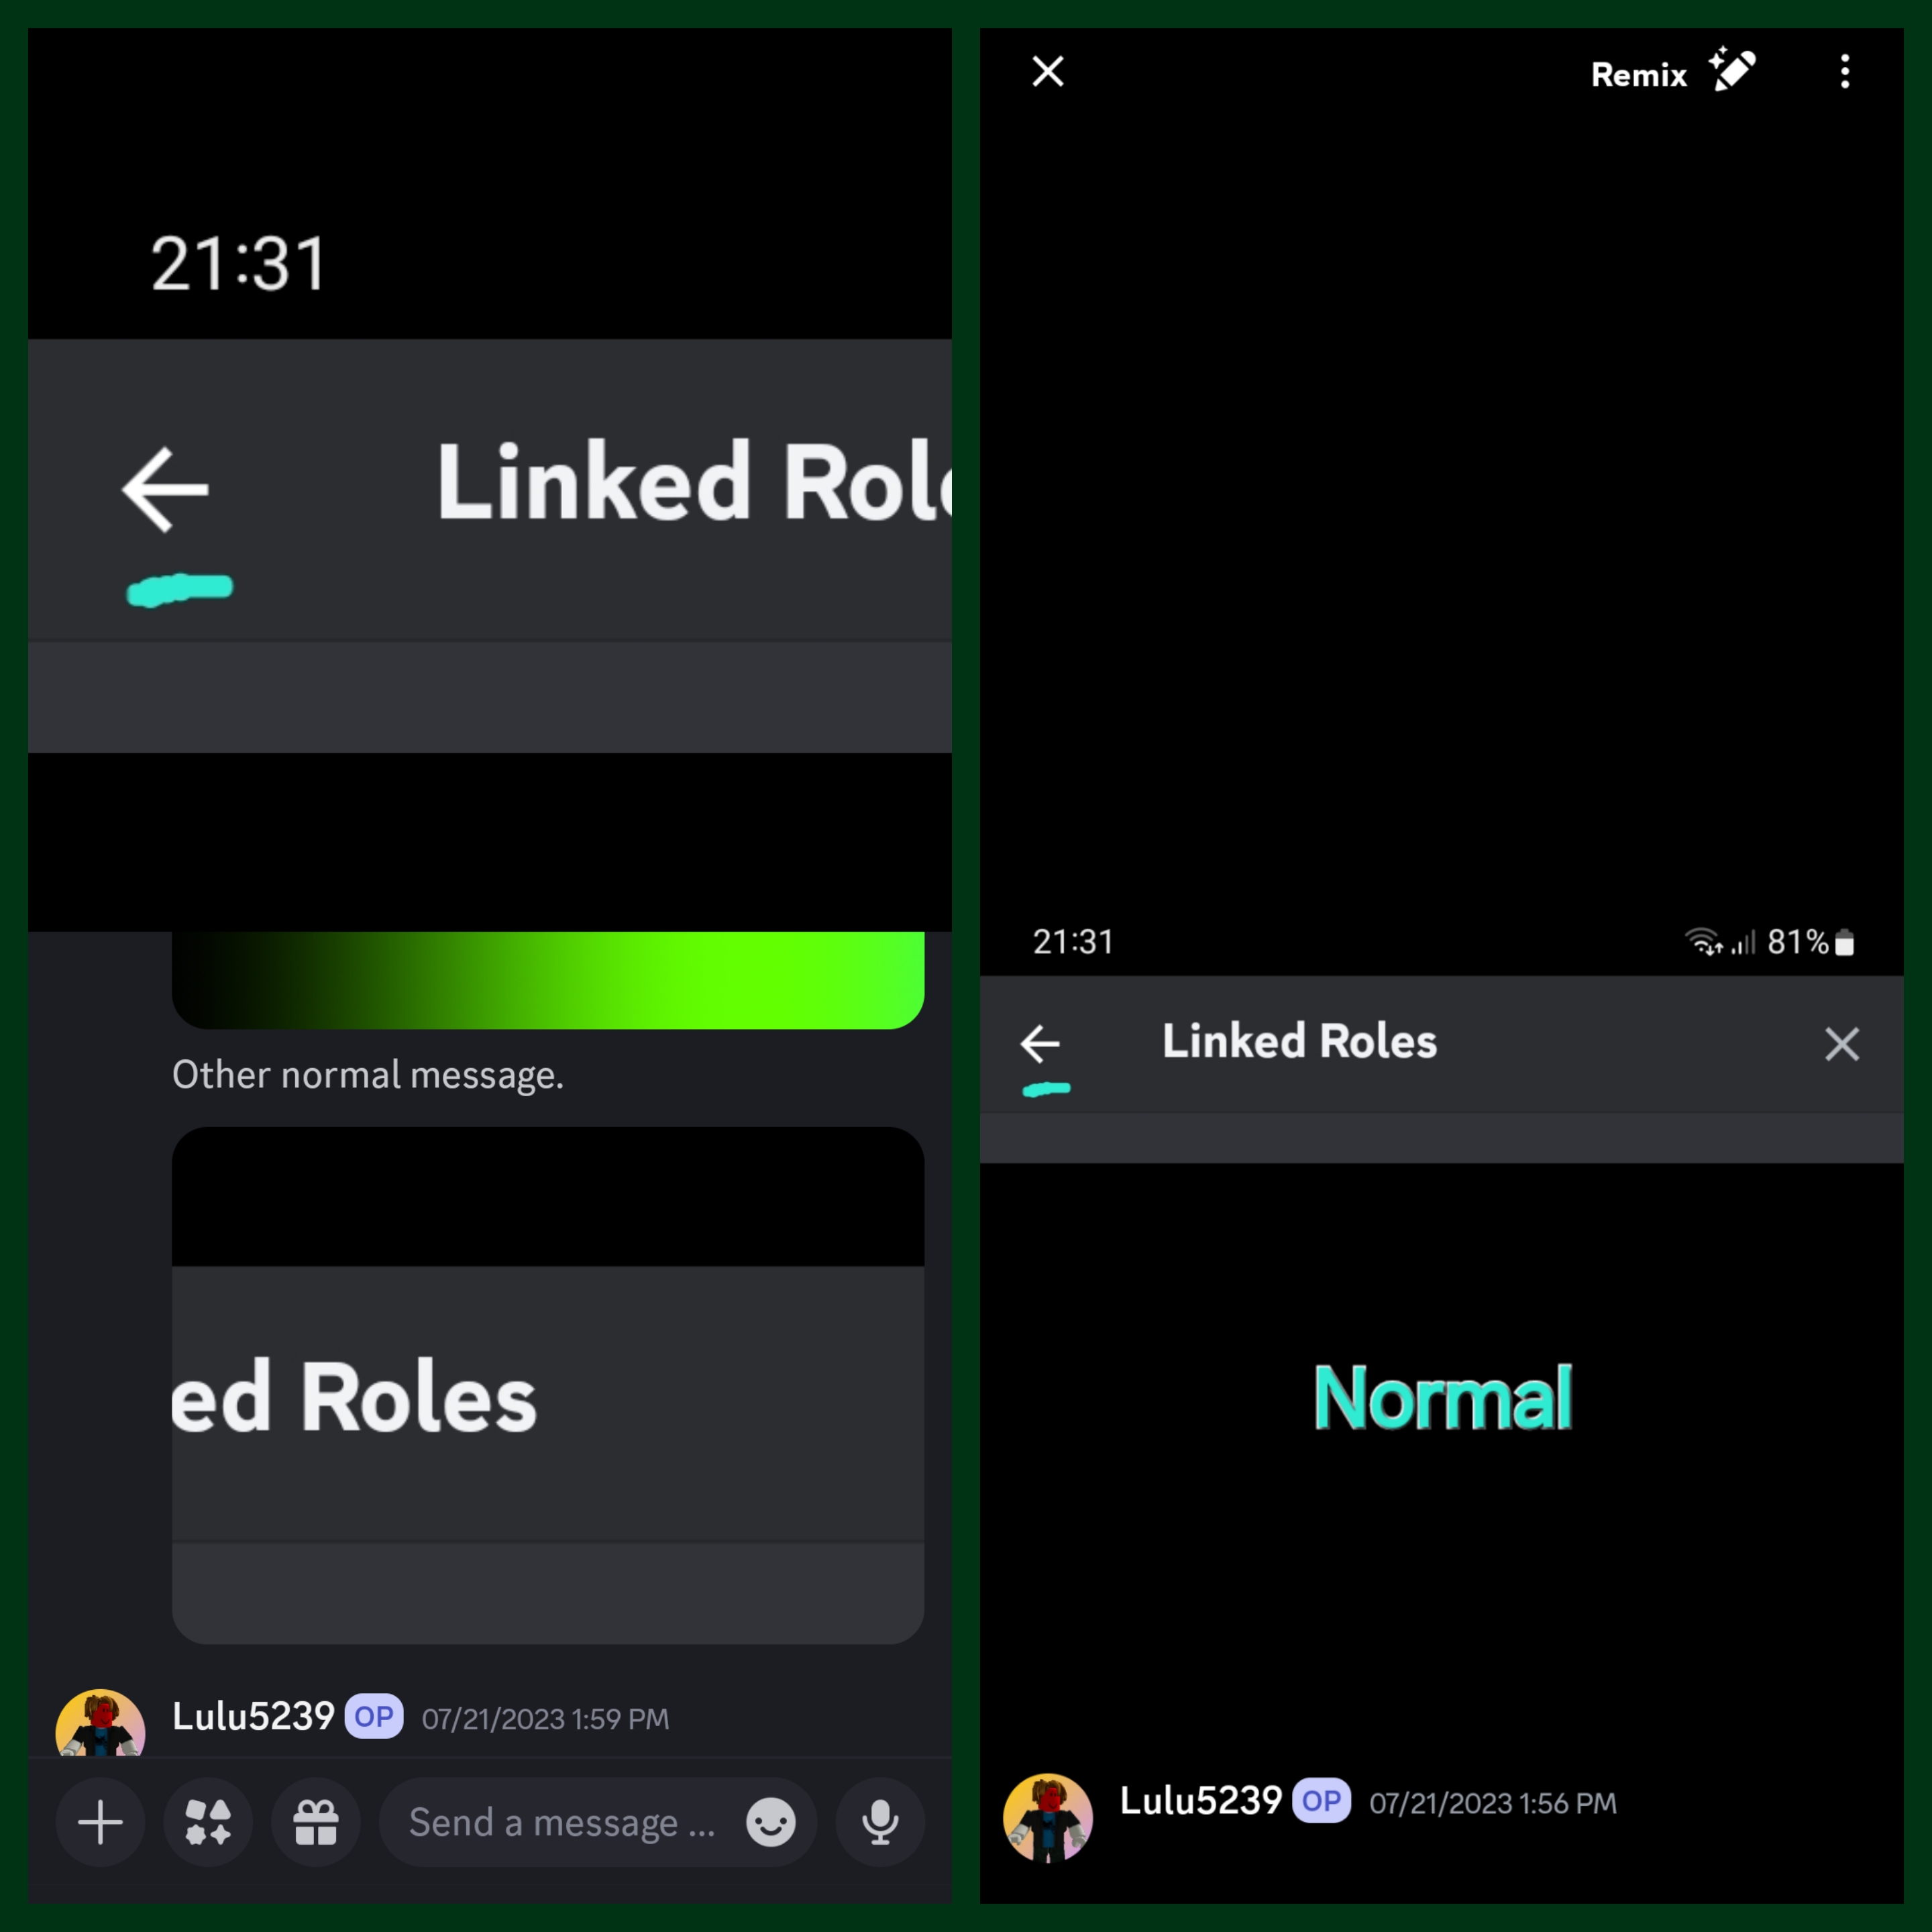 21:31
Linked Rol
Other normal message.
ed Roles
Lulu5239 OP 07/21/2023 1:59 PM
Send a message ...
Remix
21:31 81%
Linked Roles
Normal
Lulu5239 OP 07/21/2023 1:56 PM